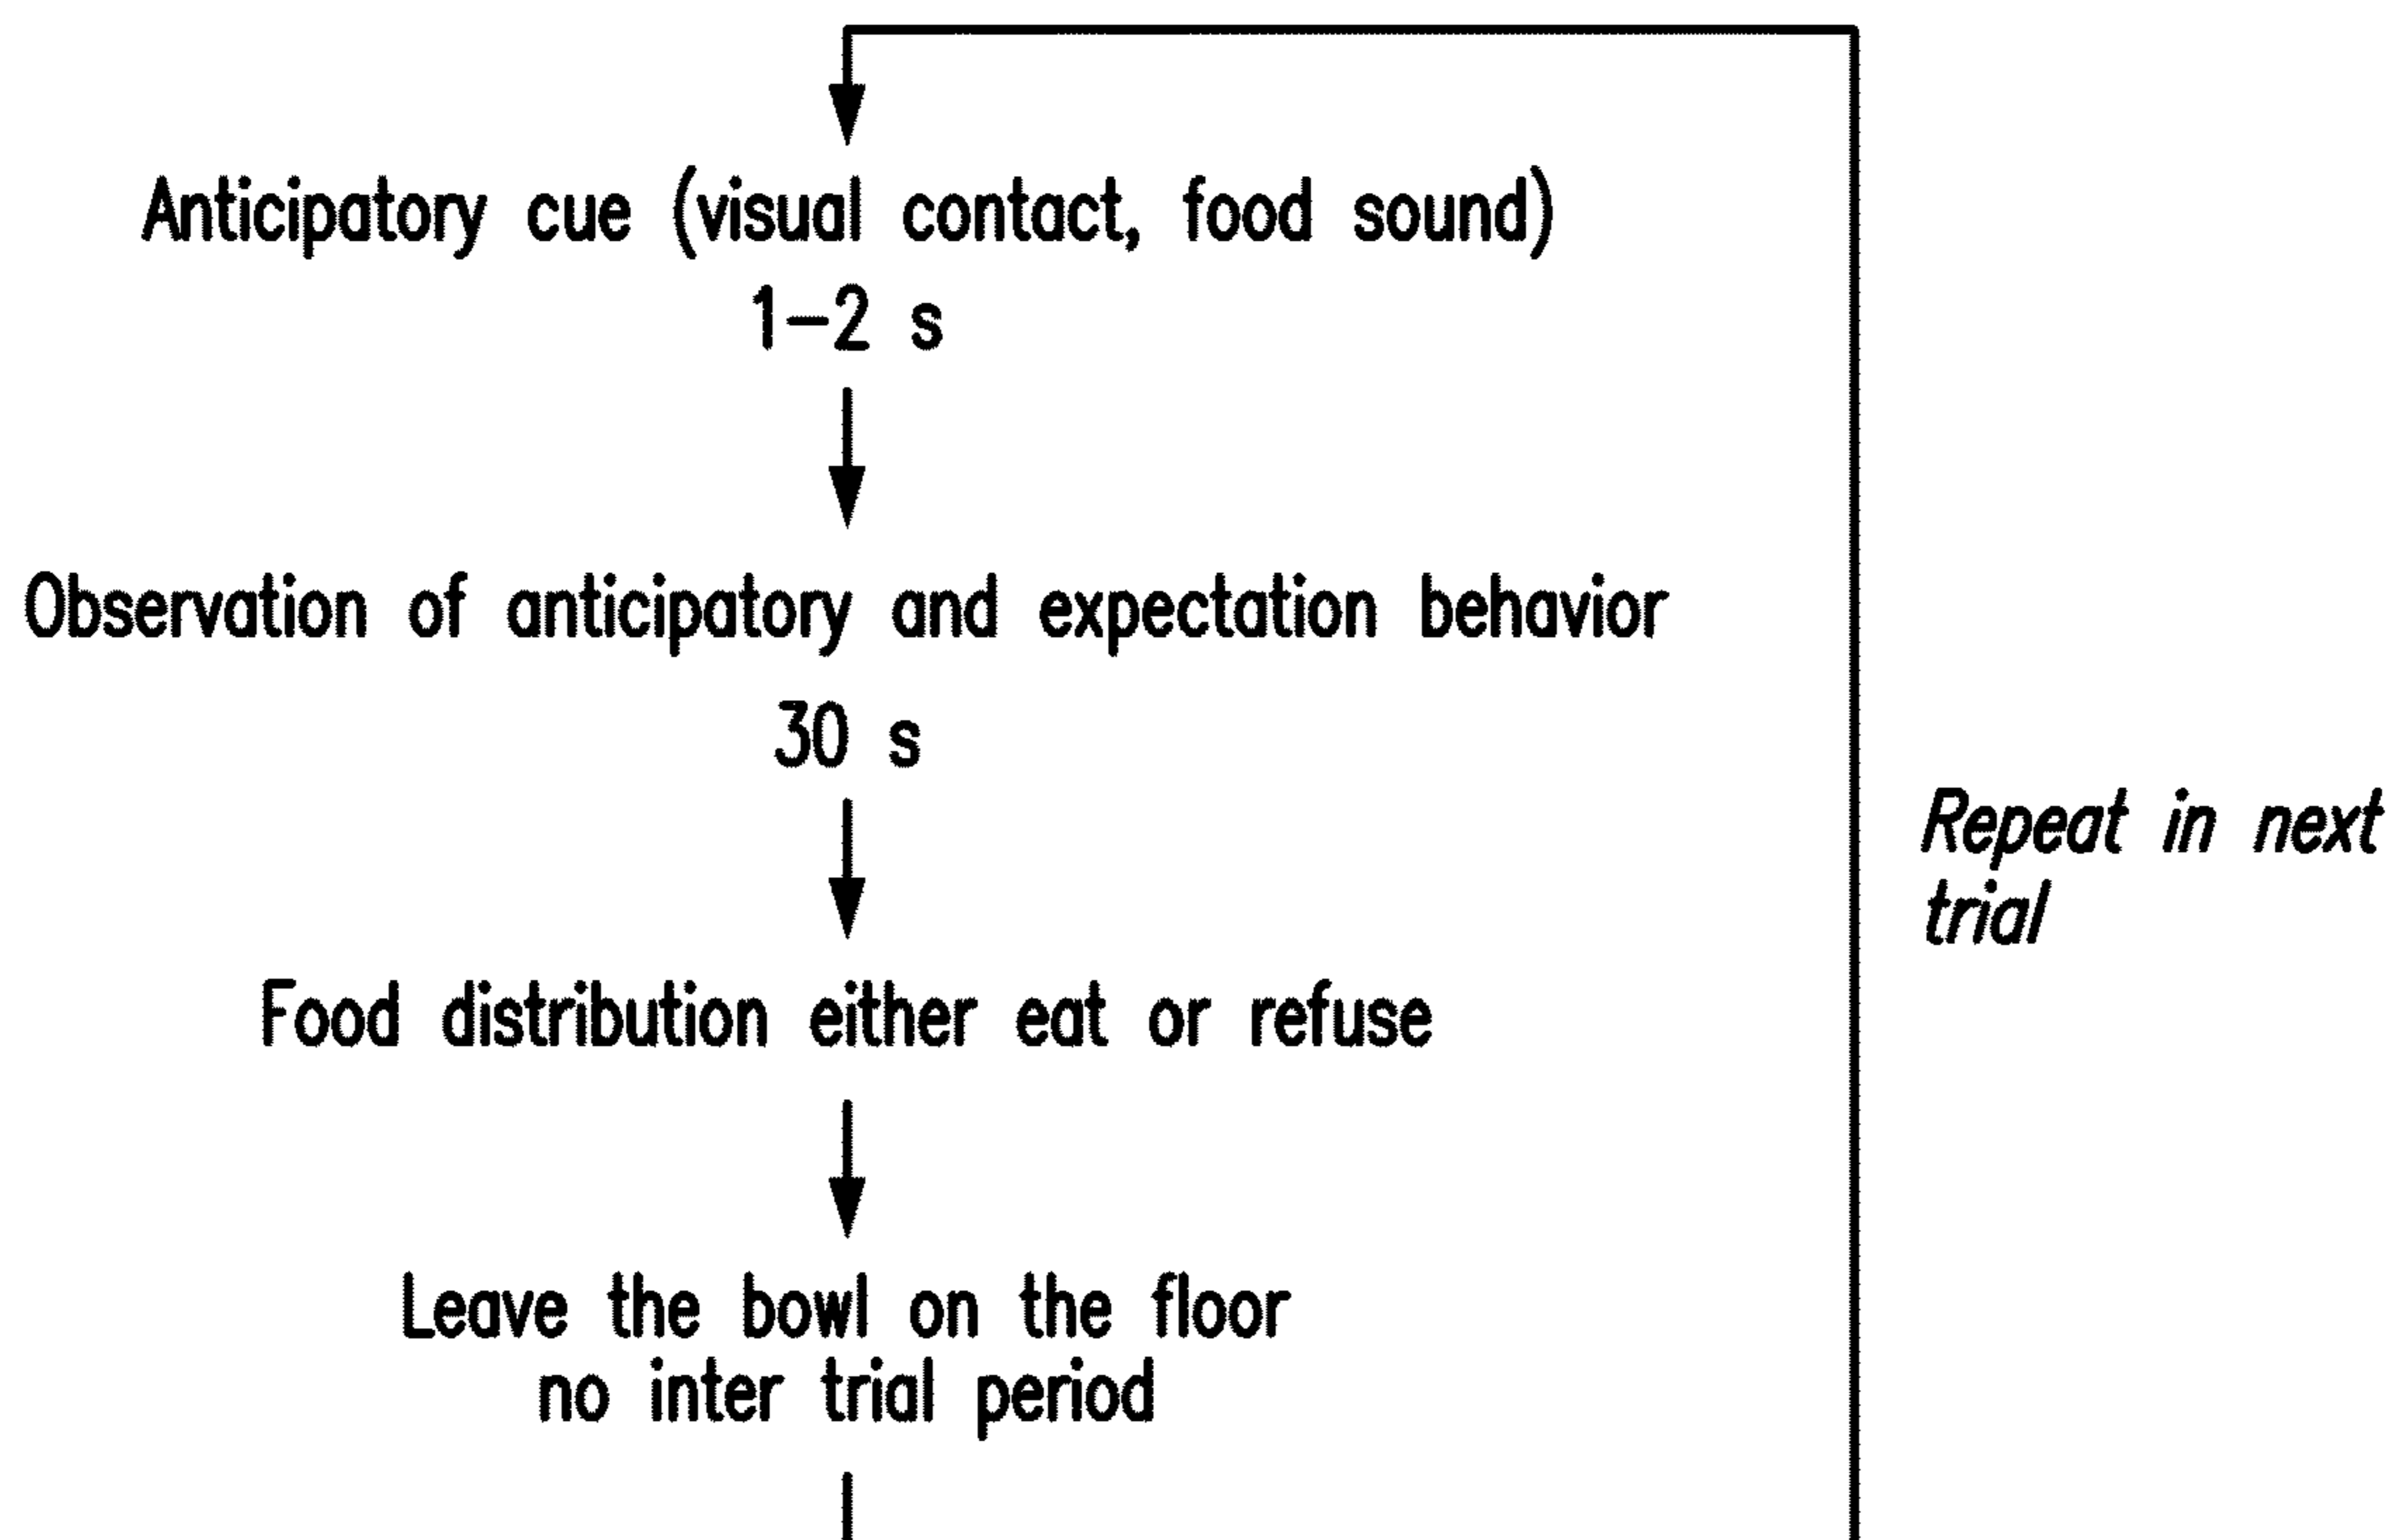 Anticipatory cue (visual contact, food sound)
1–2 s
Observation of anticipatory and expectation behavior
30 s
Repeat in next
trial
Food distribution either eat or refuse
Leave the bowl on the floor
no inter trial period